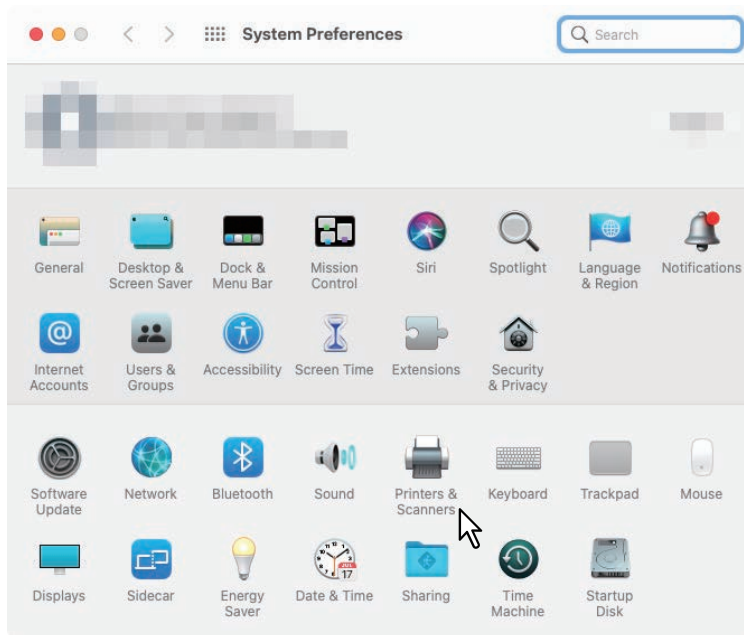 System Preferences
Search
General
Desktop &
Screen Saver
Dock &
Menu Bar
Mission
Control
Siri
Spotlight
Language
& Region
Notifications
Internet
Accounts
Users &
Groups
Accessibility
Screen Time
Extensions
Security
& Privacy
Software
Update
Network
Bluetooth
Sound
Printers &
Scanners
Keyboard
Trackpad
Mouse
Displays
Sidecar
Energy
Saver
JUL
17
Date & Time
Sharing
Time
Machine
Startup
Disk